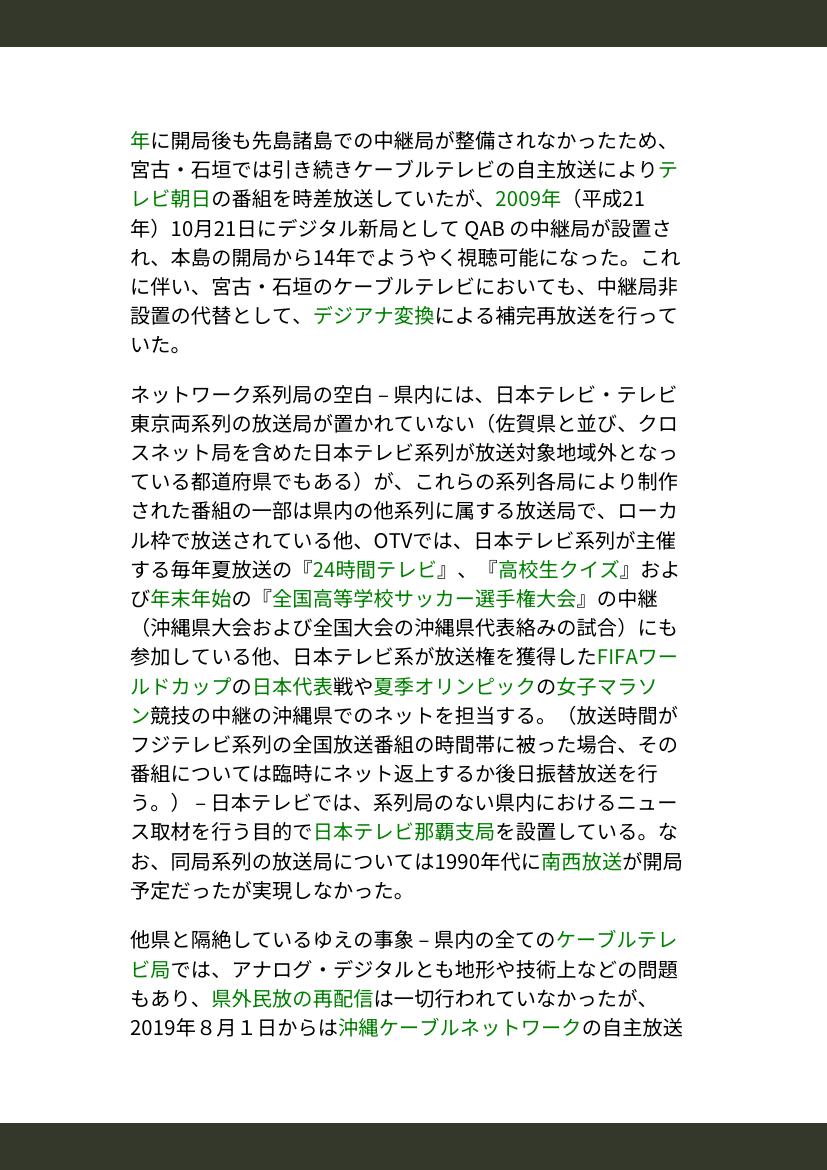 年に開局後も先島諸島での中継局が整備されなかったため、
宮古・石垣では引き続きケーブルテレビの自主放送によりテ
レビ朝日の番組を時差放送していたが、2009年（平成21
年）10月21日にデジタル新局として QAB の中継局が設置さ
れ、本島の開局から14年でようやく視聴可能になった。これ
に伴い、宮古・石垣のケーブルテレビにおいても、中継局非
設置の代替として、デジアナ変換による補完再放送を行って
いた。
ネットワーク系列局の空白 – 県内には、日本テレビ・テレビ
東京両系列の放送局が置かれていない（佐賀県と並び、クロ
スネット局を含めた日本テレビ系列が放送対象地域外となっ
ている都道府県でもある）が、これらの系列各局により制作
された番組の一部は県内の他系列に属する放送局で、ローカ
ル枠で放送されている他、OTVでは、日本テレビ系列が主催
する毎年夏放送の『24時間テレビ』、『高校生クイズ』およ
び年末年始の『全国高等学校サッカー選手権大会』の中継
（沖縄県大会および全国大会の沖縄県代表絡みの試合）にも
参加している他、日本テレビ系が放送権を獲得したFIFAワー
ルドカップの日本代表戦や夏季オリンピックの女子マラソ
ン競技の中継の沖縄県でのネットを担当する。（放送時間が
フジテレビ系列の全国放送番組の時間帯に被った場合、その
番組については臨時にネット返上するか後日振替放送を行
う。） – 日本テレビでは、系列局のない県内におけるニュー
ス取材を行う目的で日本テレビ那覇支局を設置している。な
お、同局系列の放送局については1990年代に南西放送が開局
予定だったが実現しなかった。
他県と隔絶しているゆえの事象 – 県内の全てのケーブルテレ
ビ局では、アナログ・デジタルとも地形や技術上などの問題
もあり、県外民放の再配信は一切行われていなかったが、
2019年８月１日からは沖縄ケーブルネットワークの自主放送